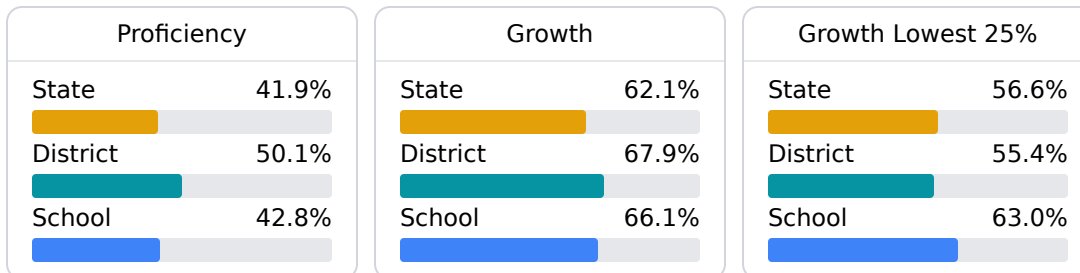 Proficiency
State 41.9%
District 50.1%
School 42.8%
Growth
State 62.1%
District 67.9%
School 66.1%
Growth Lowest 25%
State 56.6%
District 55.4%
School 63.0%